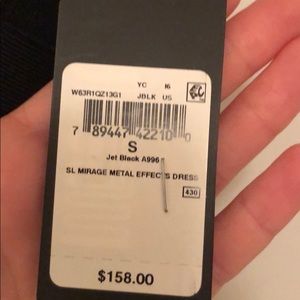 YC I6
W63R1QZ13G1 JBLK US
7 89447 42210 0
S
Jet Black A996
SL MIRAGE METAL EFFECTS DRESS
430
$158.00